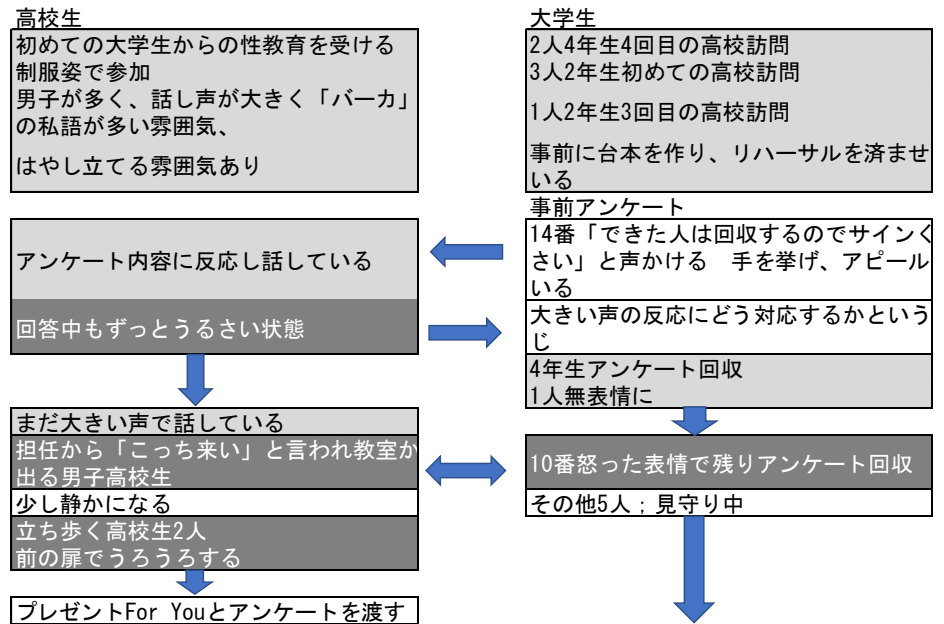 高校生
初めての大学生からの性教育を受ける
制服姿で参加
男子が多く、話し声が大きく「バーカ」
の私語が多い雰囲気、
はやし立てる雰囲気あり
アンケート内容に反応し話している
回答中もずっとうるさい状態
まだ大きい声で話している
担任から「こっち来い」と言われ教室か
出る男子高校生
少し静かになる
立ち歩く高校生2人
前の扉でうろうろする
プレゼントFor Youとアンケートを渡す
大学生
2人4年生4回目の高校訪問
3人2年生初めての高校訪問
1人2年生3回目の高校訪問
事前に台本を作り、リハーサルを済ませ
いる
事前アンケート
14番「できた人は回収するのでサインく
さい」と声かける　手を挙げ、アピール
いる
大きい声の反応にどう対応するかという
じ
4年生アンケート回収
1人無表情に
10番怒った表情で残りアンケート回収
その他5人；見守り中